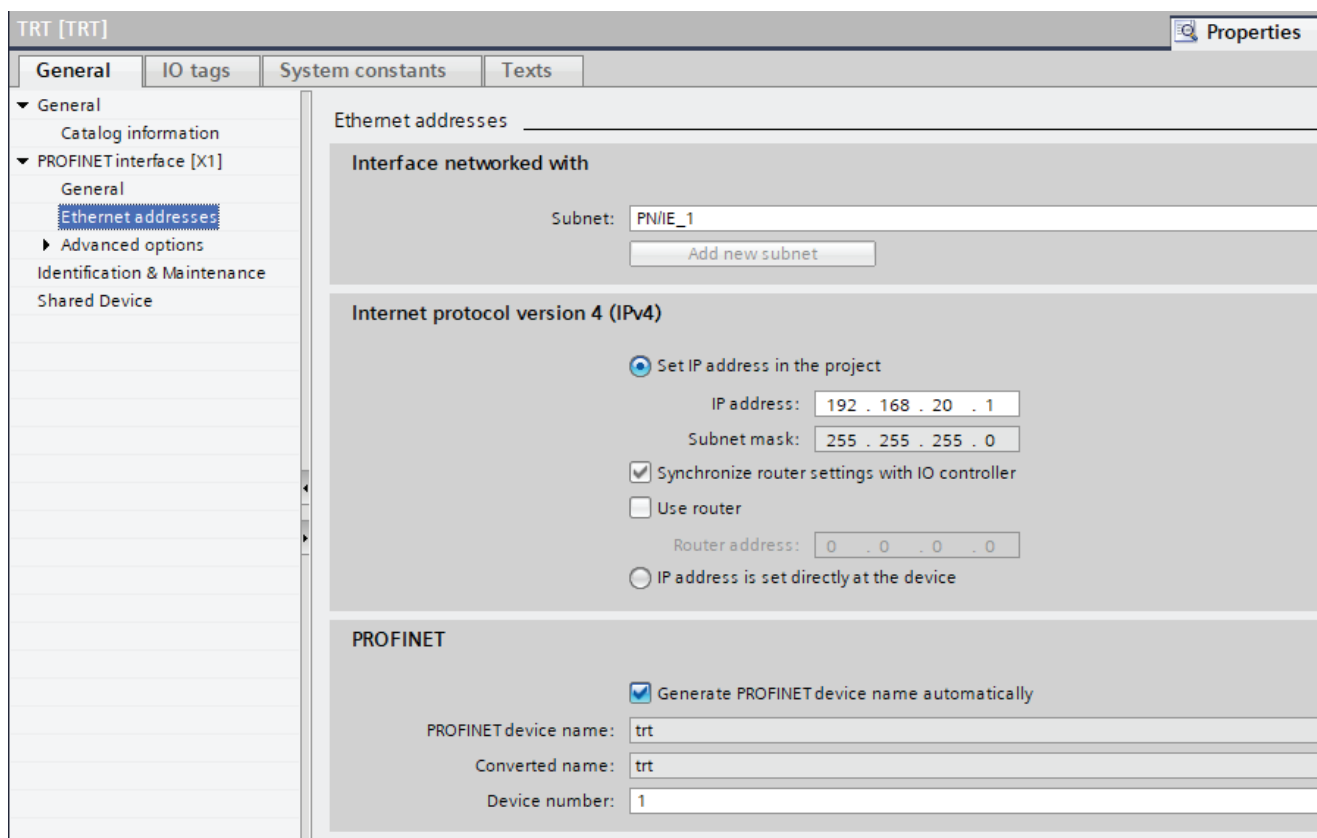 TRT [TRT]
Properties
General IO tags System constants Texts
General
Catalog information
PROFINET interface [X1]
General
Ethernet addresses
Advanced options
Identification & Maintenance
Shared Device
Ethernet addresses
Interface networked with
Subnet: PN/IE_1
Add new subnet
Internet protocol version 4 (IPv4)
Set IP address in the project
IP address: 192 . 168 . 20 . 1
Subnet mask: 255 . 255 . 255 . 0
Synchronize router settings with IO controller
Use router
Router address: 0 . 0 . 0 . 0
IP address is set directly at the device
PROFINET
Generate PROFINET device name automatically
PROFINET device name: trt
Converted name: trt
Device number: 1